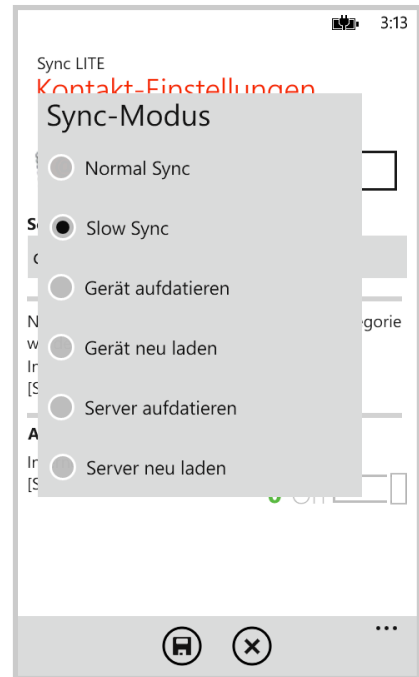 3:13
Sync LITE
Kontakt-Einstellungen
Sync-Modus
Normal Sync
Slow Sync
Gerät aufdatieren
Gerät neu laden
Server aufdatieren
Server neu laden